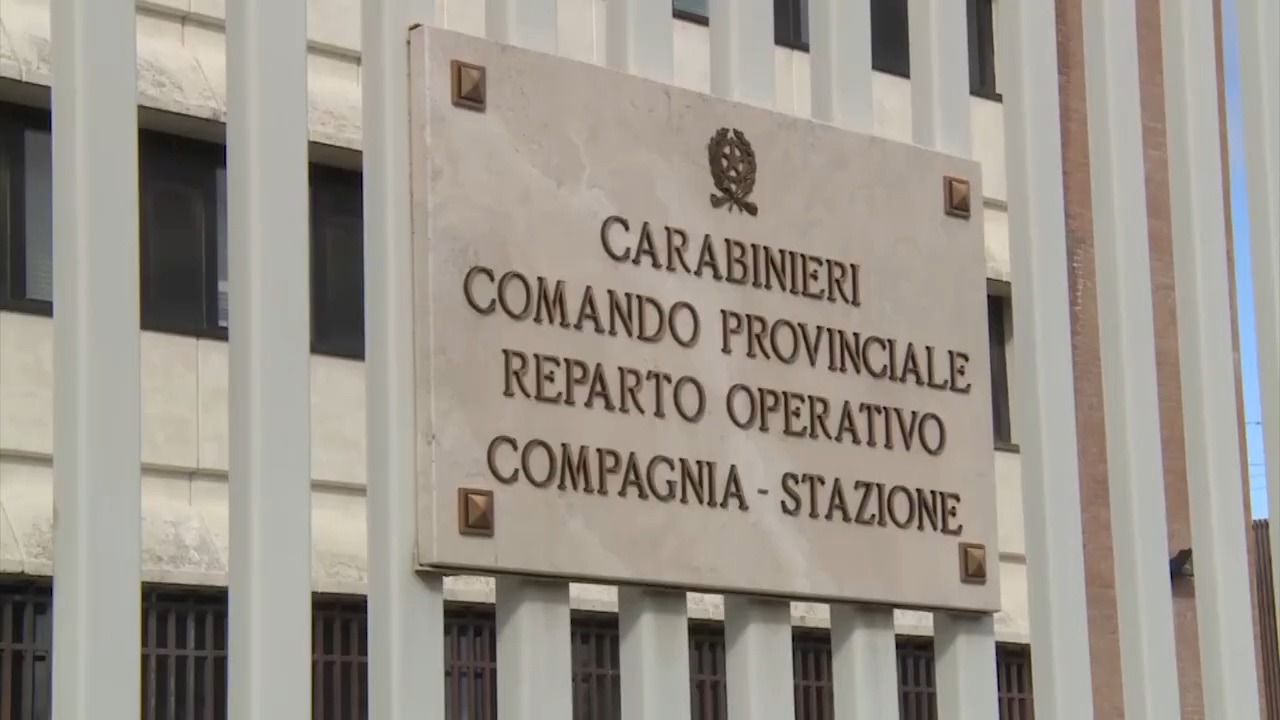 CARABINIERI
COMANDO PROVINCIALE
REPARTO OPERATIVO
COMPAGNIA - STAZIONE